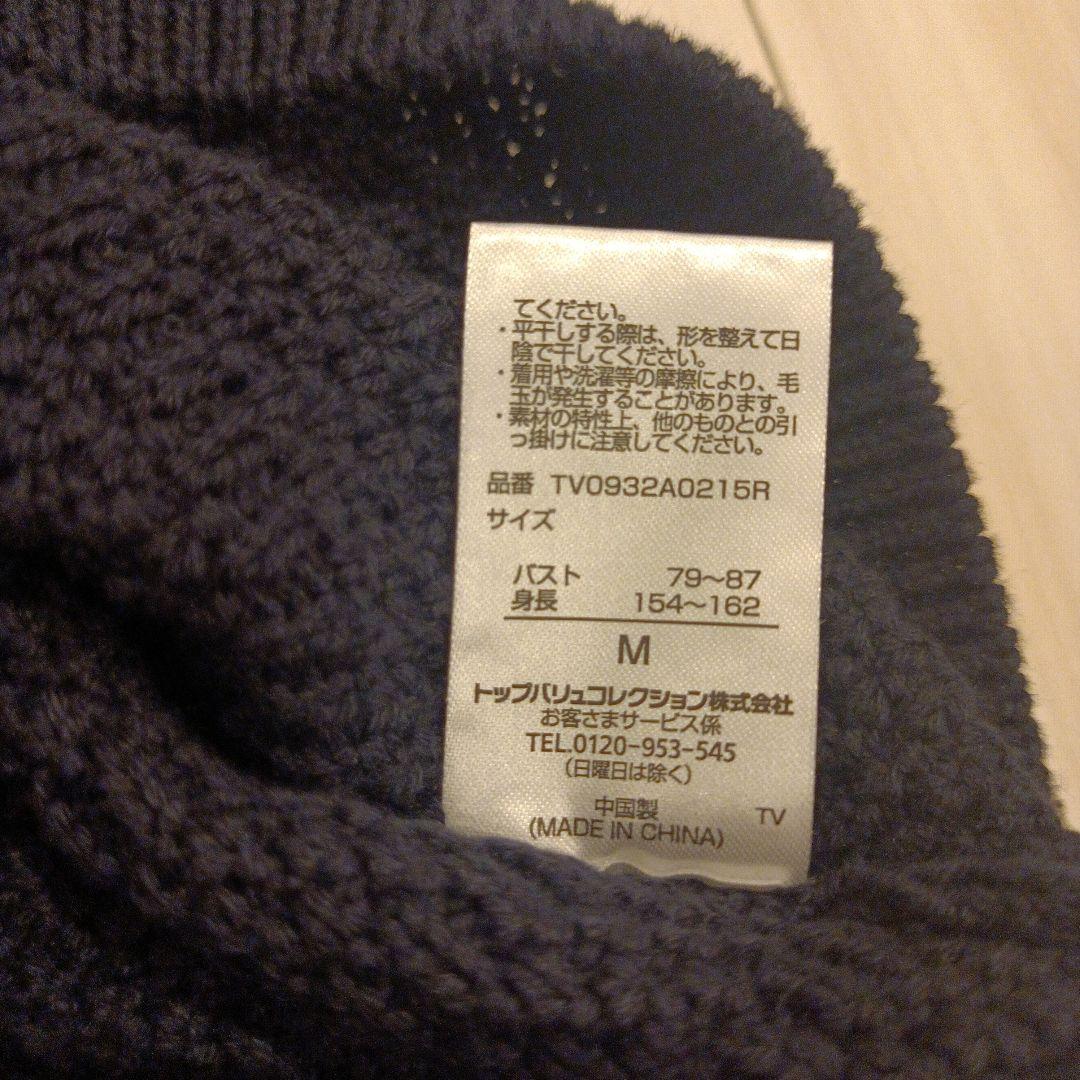 てください。
・平干しする際は、形を整えて日
陰で干してください。
・着用や洗濯等の摩擦により、毛
玉が発生することがあります。
・素材の特性上、他のものとの引
っ掛けに注意してください。
品番 TV0932A0215R
サイズ
バスト 79～87
身長 154～162
M
トップバリュコレクション株式会社
お客さまサービス係
TEL.0120-953-545
（日曜日は除く）
中国製 TV
(MADE IN CHINA)